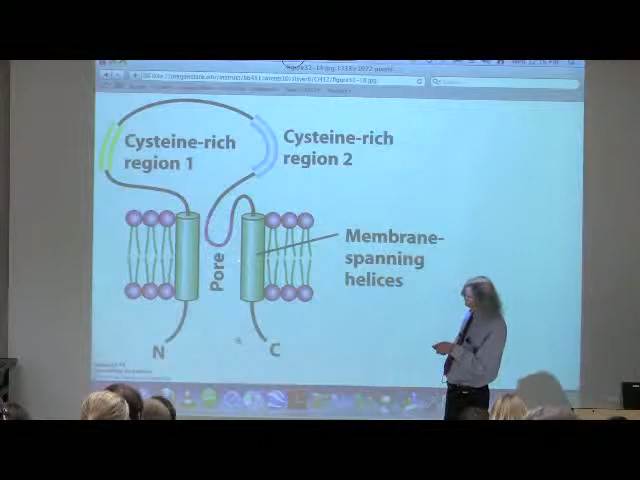 Cysteine-rich
region 1
Cysteine-rich
region 2
Pore
Membrane-
spanning
helices
N
C